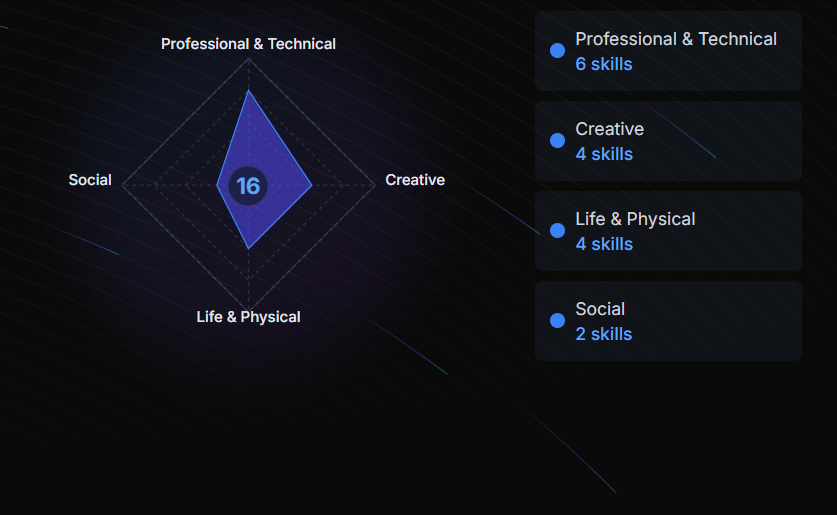 Professional & Technical
Social
16
Creative
Life & Physical
Professional & Technical
6 skills
Creative
4 skills
Life & Physical
4 skills
Social
2 skills